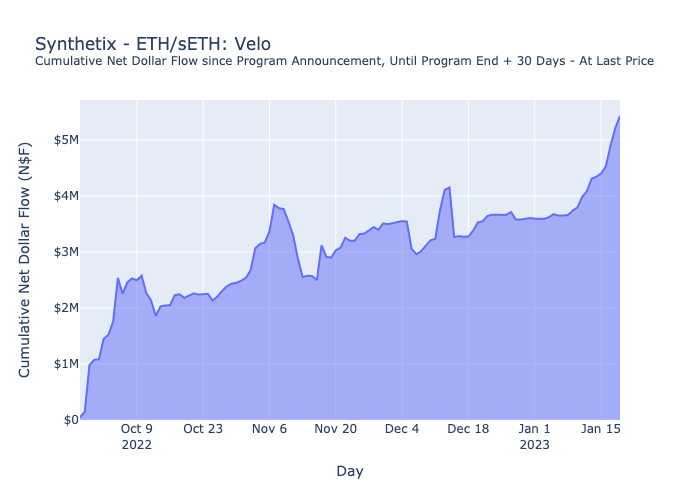 Synthetix - ETH/sETH: Velo
Cumulative Net Dollar Flow since Program Announcement, Until Program End + 30 Days - At Last Price
Cumulative Net Dollar Flow (N$F)
$5M
$4M
$3M
$2M
$1M
$0
Oct 9
2022
Oct 23
Nov 6
Nov 20
Dec 4
Dec 18
Jan 1
2023
Jan 15
Day